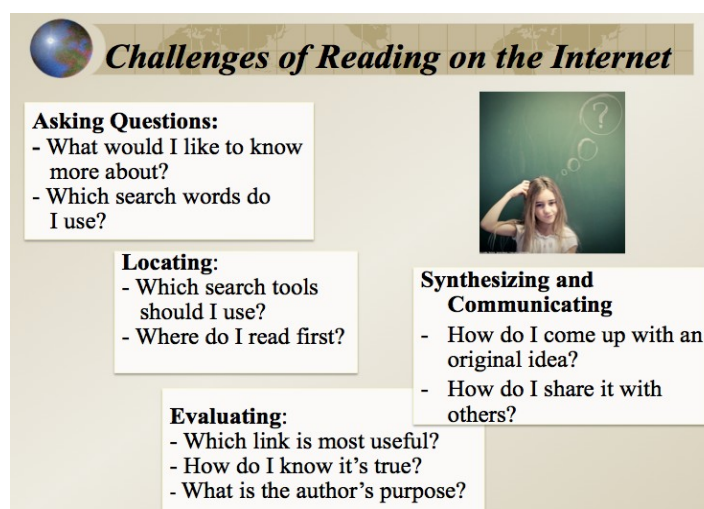 Challenges of Reading on the Internet
Asking Questions:
- What would I like to know
more about?
- Which search words do
I use?
Locating:
- Which search tools
should I use?
- Where do I read first?
Evaluating:
- Which link is most useful?
- How do I know it’s true?
- What is the author’s purpose?
?
Synthesizing and
Communicating
- How do I come up with an
original idea?
- How do I share it with
others?